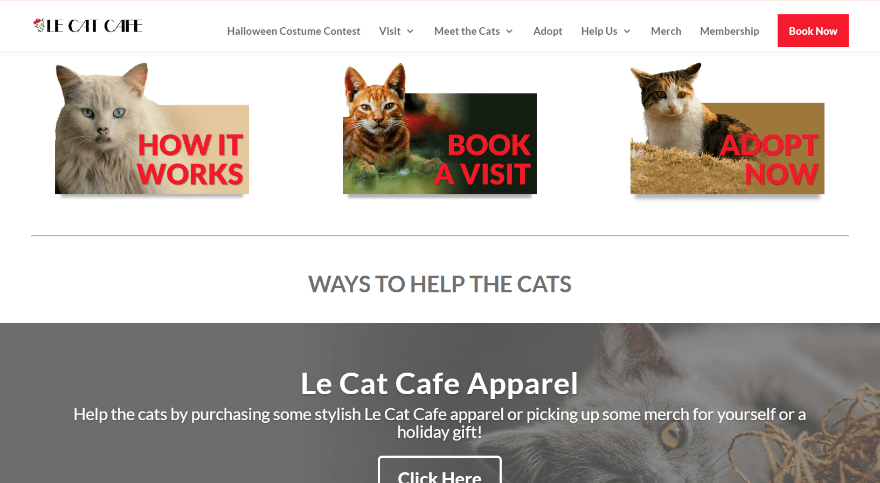 LE CAT CAFE
Halloween Costume Contest Visit Meet the Cats Adopt Help Us Merch Membership Book Now
HOW IT
WORKS
BOOK
A VISIT
ADOPT
NOW
WAYS TO HELP THE CATS
Le Cat Cafe Apparel
Help the cats by purchasing some stylish Le Cat Cafe apparel or picking up some merch for yourself or a
holiday gift!
Click Here